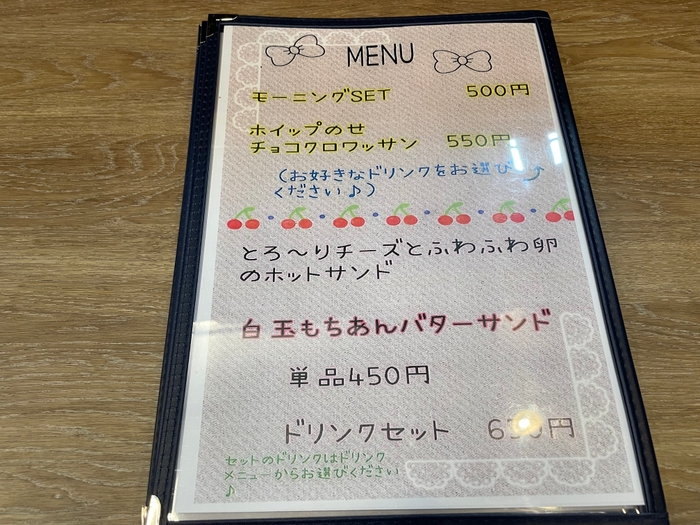 MENU
モーニングSET 500円
ホイップのせ
チョコクロワッサン 550円
(お好きなドリンクをお選び
ください♪)
とろ〜りチーズとふわふわ卵
のホットサンド
白玉もちあんバターサンド
単品450円
ドリンクセット
セットのドリンクはドリンク
メニューからお選びください
♪